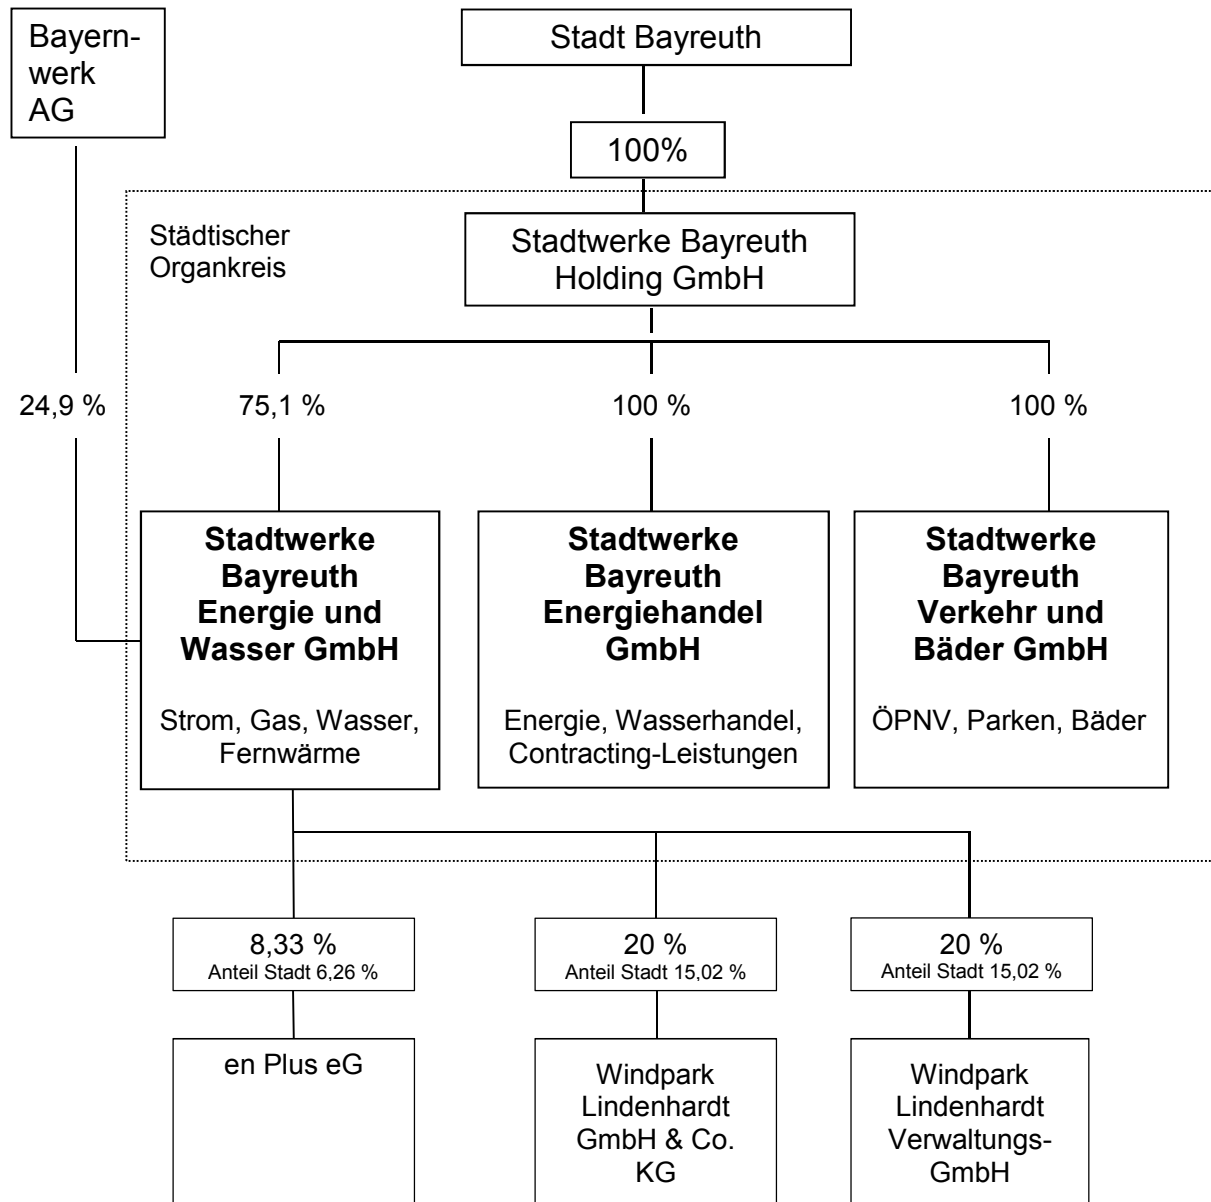 Bayern-
werk
AG
Stadt Bayreuth
100%
Städtischer
Organkreis
Stadtwerke Bayreuth
Holding GmbH
24,9 %
75,1 %
100 %
100 %
Stadtwerke
Bayreuth
Energie und
Wasser GmbH
Strom, Gas, Wasser,
Fernwärme
Stadtwerke
Bayreuth
Energiehandel
GmbH
Energie, Wasserhandel,
Contracting-Leistungen
Stadtwerke
Bayreuth
Verkehr und
Bäder GmbH
ÖPNV, Parken, Bäder
8,33 %
Anteil Stadt 6,26 %
20 %
Anteil Stadt 15,02 %
20 %
Anteil Stadt 15,02 %
en Plus eG
Windpark
Lindenhardt
GmbH & Co.
KG
Windpark
Lindenhardt
Verwaltungs-
GmbH